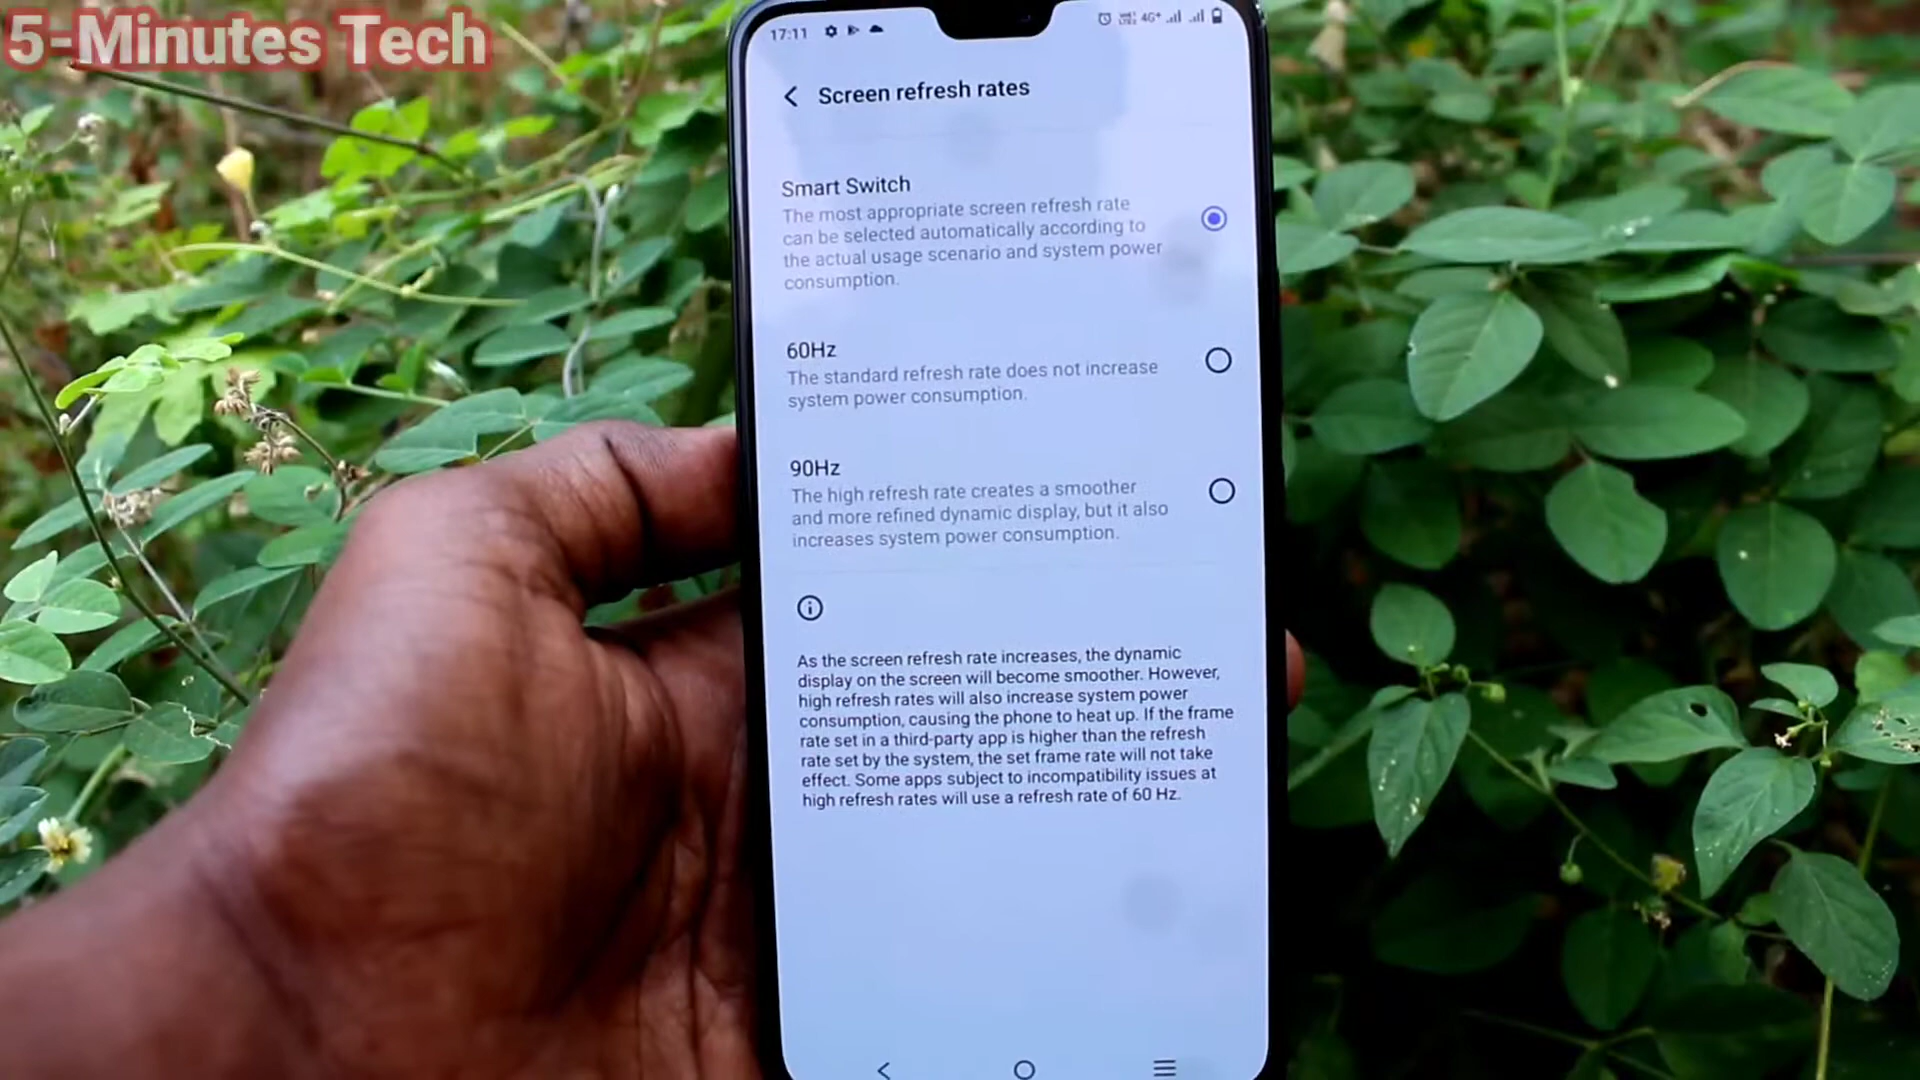 5-Minutes Tech
17:11
4G+
Screen refresh rates
Smart Switch
The most appropriate screen refresh rate
can be selected automatically according to
the actual usage scenario and system power
consumption.
60Hz
The standard refresh rate does not increase
system power consumption.
90Hz
The high refresh rate creates a smoother
and more refined dynamic display, but it also
increases system power consumption.
As the screen refresh rate increases, the dynamic
display on the screen will become smoother. However,
high refresh rates will also increase system power
consumption, causing the phone to heat up. If the frame
rate set in a third-party app is higher than the refresh
rate set by the system, the set frame rate will not take
effect. Some apps subject to incompatibility issues at
high refresh rates will use a refresh rate of 60 Hz.